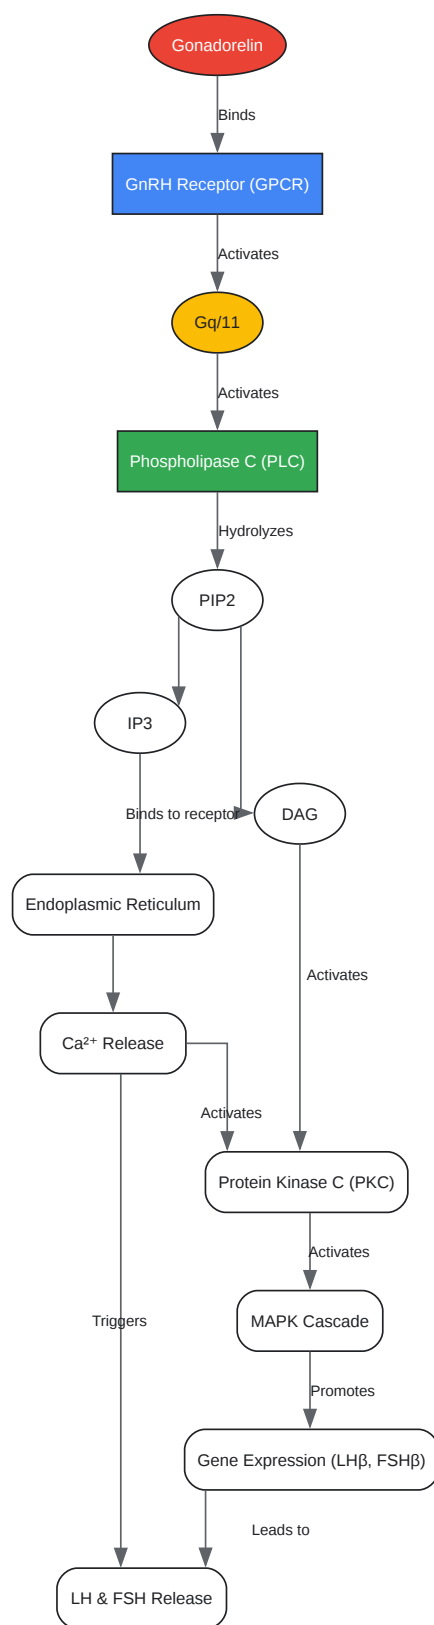 Gonadorelin
Binds
GnRH Receptor (GPCR)
Activates
Gq/11
Activates
Phospholipase C (PLC)
Hydrolyzes
PIP2
IP3
Binds to receptor
DAG
Endoplasmic Reticulum
Activates
Ca²⁺ Release
Activates
Protein Kinase C (PKC)
Activates
MAPK Cascade
Triggers
Promotes
Gene Expression (LHβ, FSHβ)
Leads to
LH & FSH Release